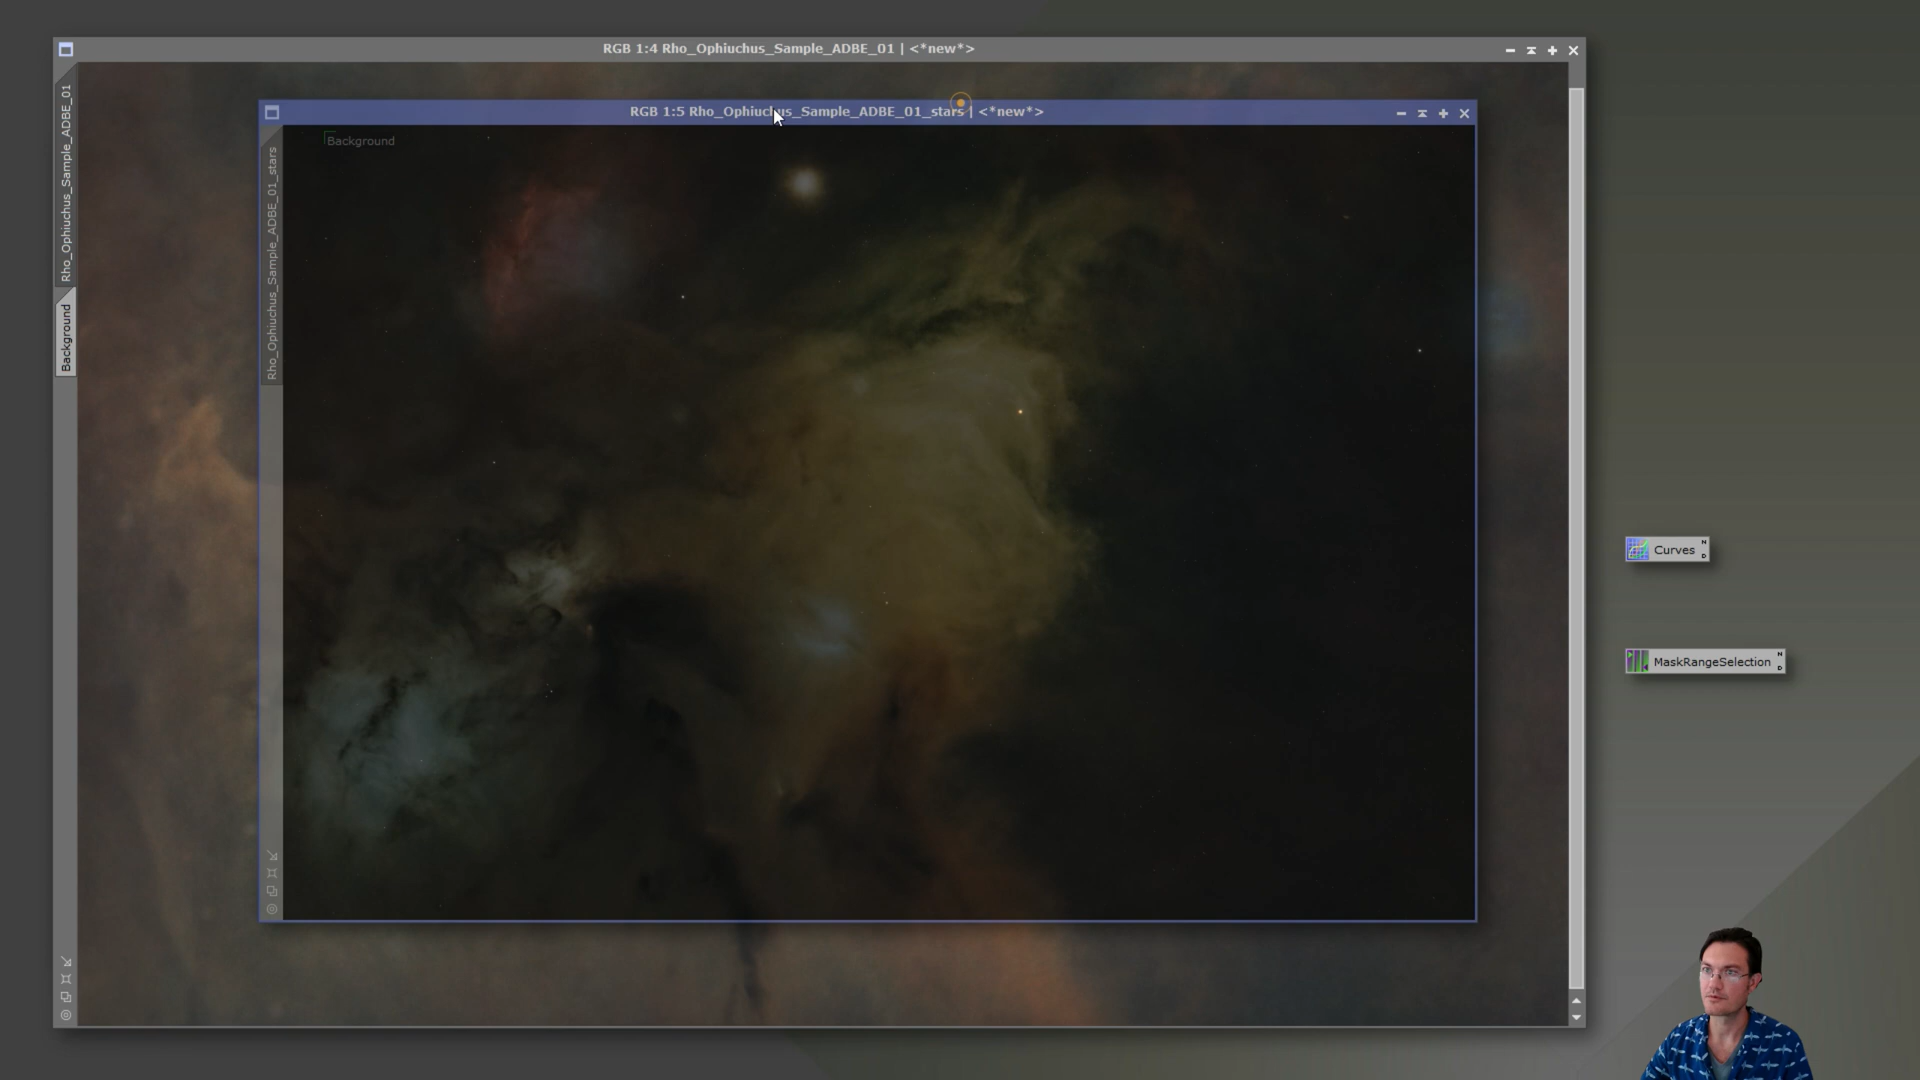 RGB 1:4 Rho_Ophiuchus_Sample_ADBE_01 | <*new*>
Rho_Ophiuchus_Sample_ADBE_01
Background
RGB 1:5 Rho_Ophiuchus_Sample_ADBE_01_stars | <*new*>
Rho_Ophiuchus_Sample_ADBE_01_stars
Background
Curves
N
D
MaskRangeSelection
N
D